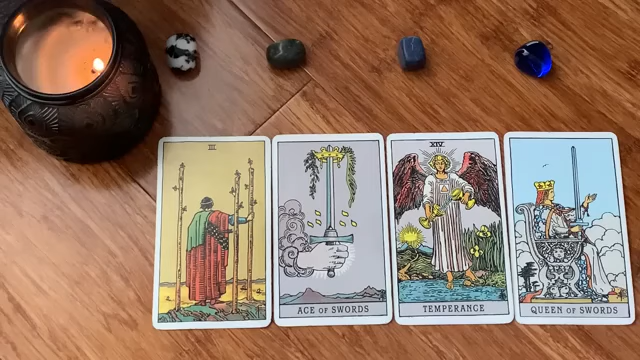 III
ACE OF SWORDS
XIV
TEMPERANCE
QUEEN OF SWORDS